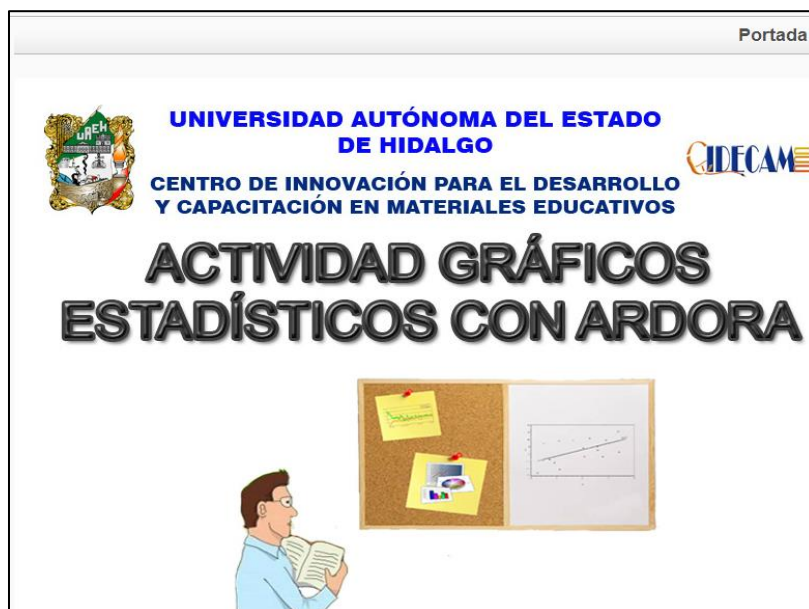 Portada
UAEH
UNIVERSIDAD AUTÓNOMA DEL ESTADO
DE HIDALGO
CIDECAM
CENTRO DE INNOVACIÓN PARA EL DESARROLLO
Y CAPACITACIÓN EN MATERIALES EDUCATIVOS
ACTIVIDAD GRÁFICOS
ESTADÍSTICOS CON ARDORA